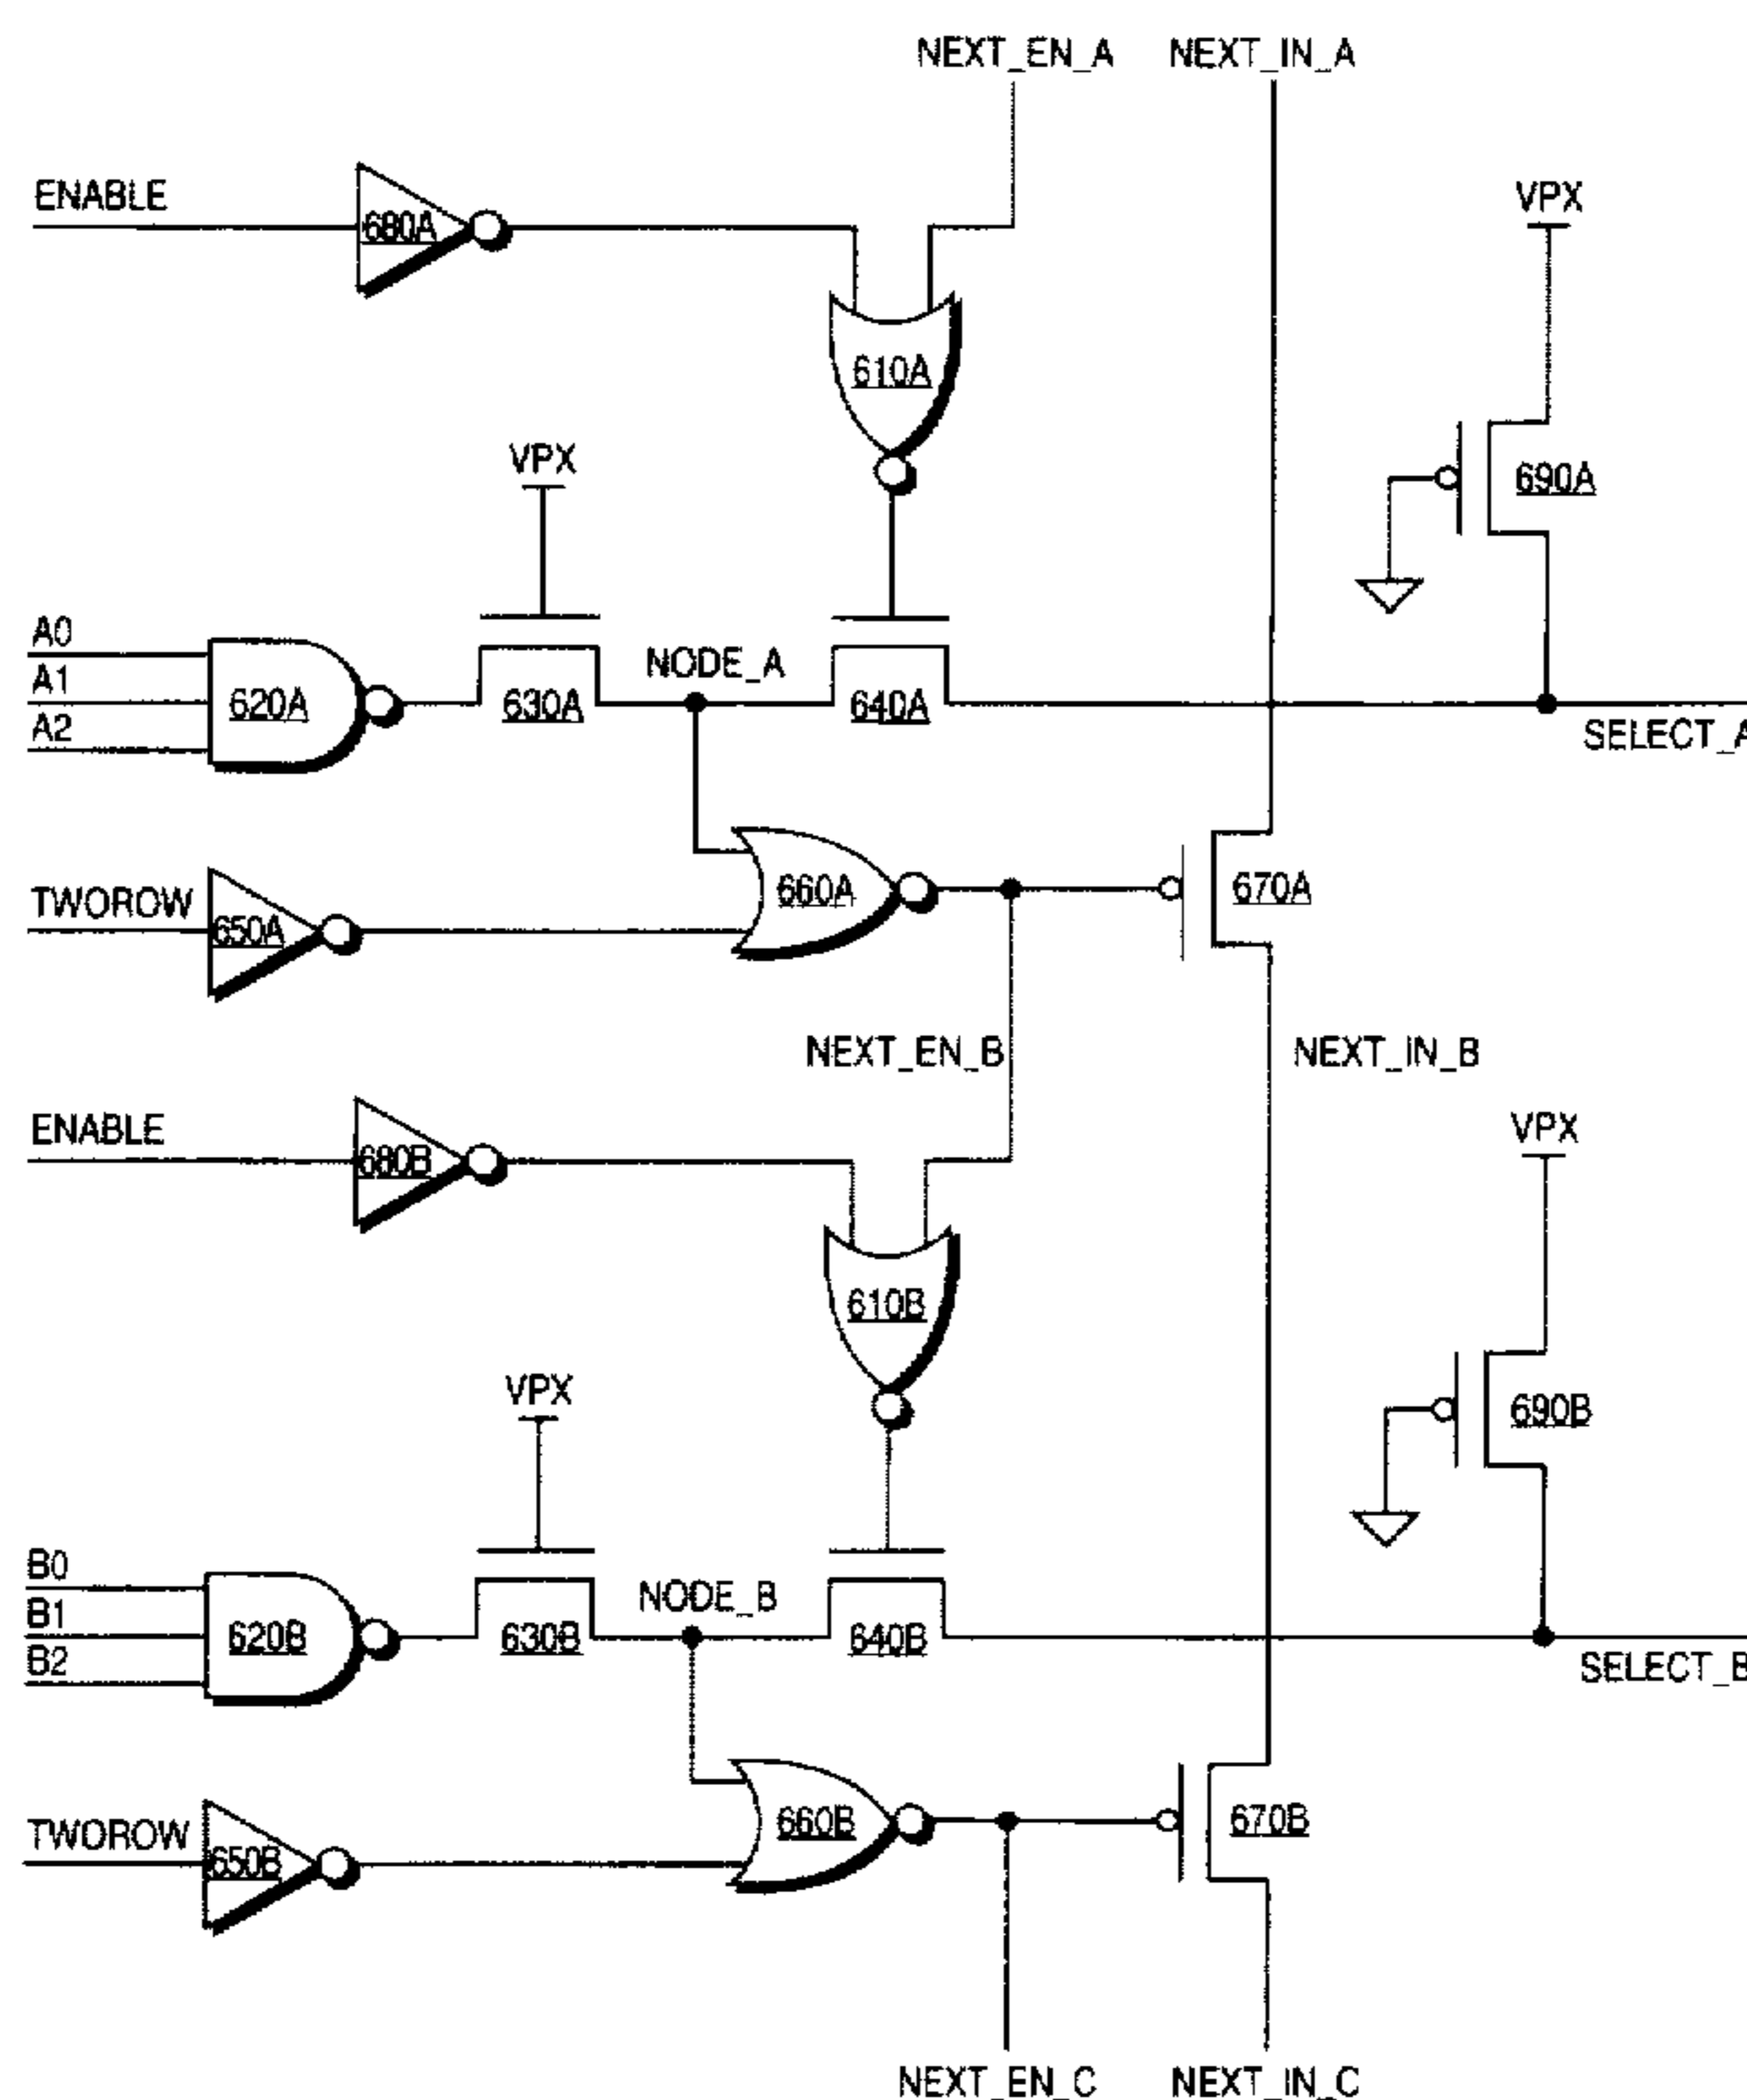 NEXT_EN_A NEXT_IN_A
ENABLE
680A
VPX
610A
VPX
690A
A0
A1
A2
620A
630A
NODE_A
640A
SELECT_A
TWOROW
650A
660A
670A
NEXT_EN_B
NEXT_IN_B
ENABLE
680B
VPX
610B
VPX
690B
B0
B1
B2
620B
630B
NODE_B
640B
SELECT_B
TWOROW
650B
660B
670B
NEXT_EN_C NEXT_IN_C